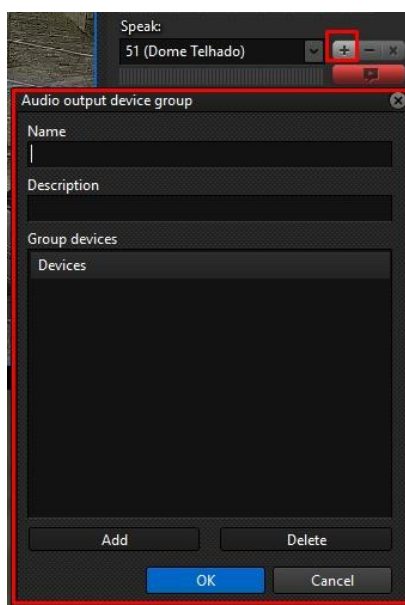 Speak:
51 (Dome Telhado)
Audio output device group
Name
Description
Group devices
Devices
Add
Delete
OK
Cancel